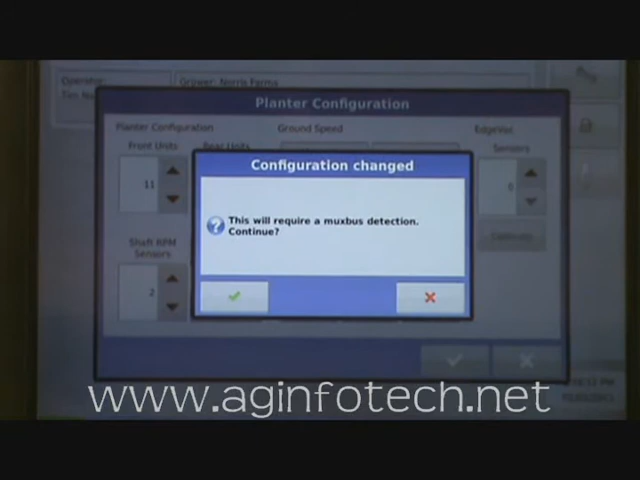 Operator:
Grower: Norris Farms
Planter Configuration
Planter Configuration
Ground Speed
Front Units
Rear Units
Sensors
11
6
Configuration changed
This will require a muxbus detection.
Continue?
Shaft RPM
Sensors
2
www.aginfotech.net